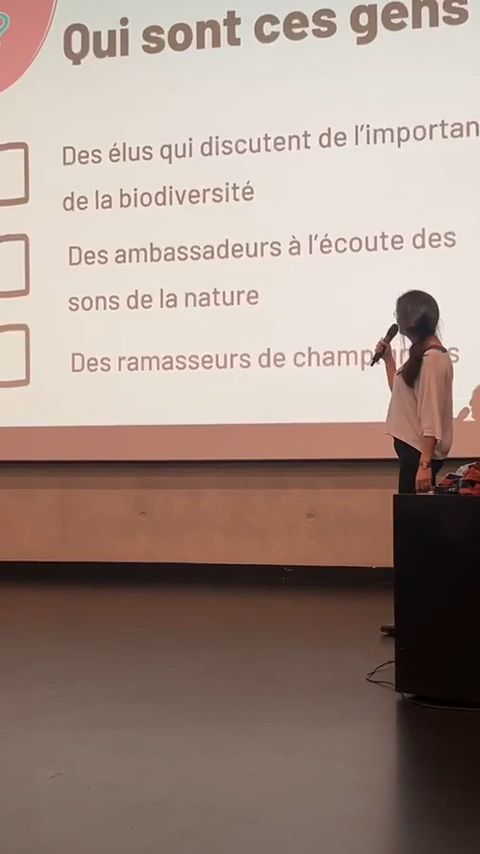 ?
Qui sont ces gens
Des élus qui discutent de l'importan
de la biodiversité
Des ambassadeurs à l'écoute des
sons de la nature
Des ramasseurs de